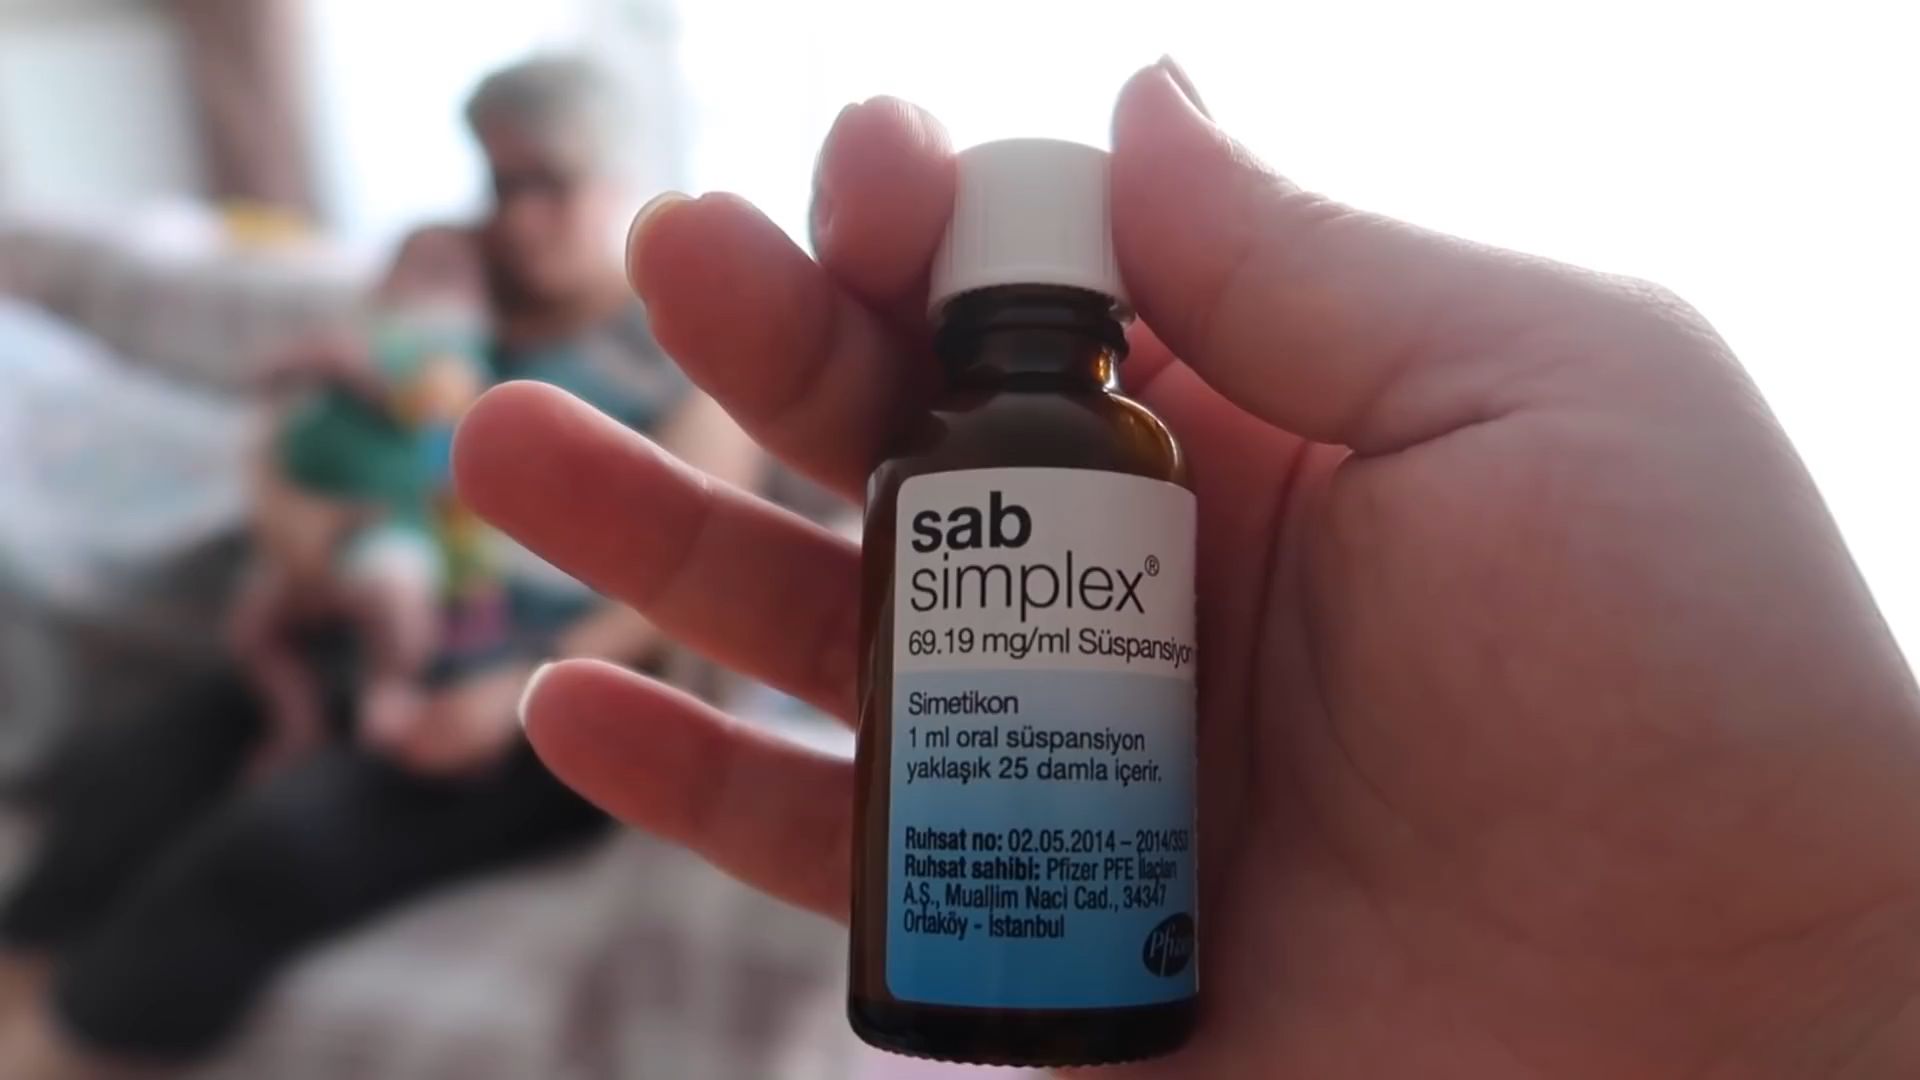 sab
simplex®
69.19 mg/ml Süspansiyon
Simetikon
1 ml oral süspansiyon
yaklaşık 25 damla içerir.
Ruhsat no: 02.05.2014 – 2014/353
Ruhsat sahibi: Pfizer PFE İlaçları
A.Ş., Muallim Naci Cad., 34347
Ortaköy - İstanbul
Pfizer